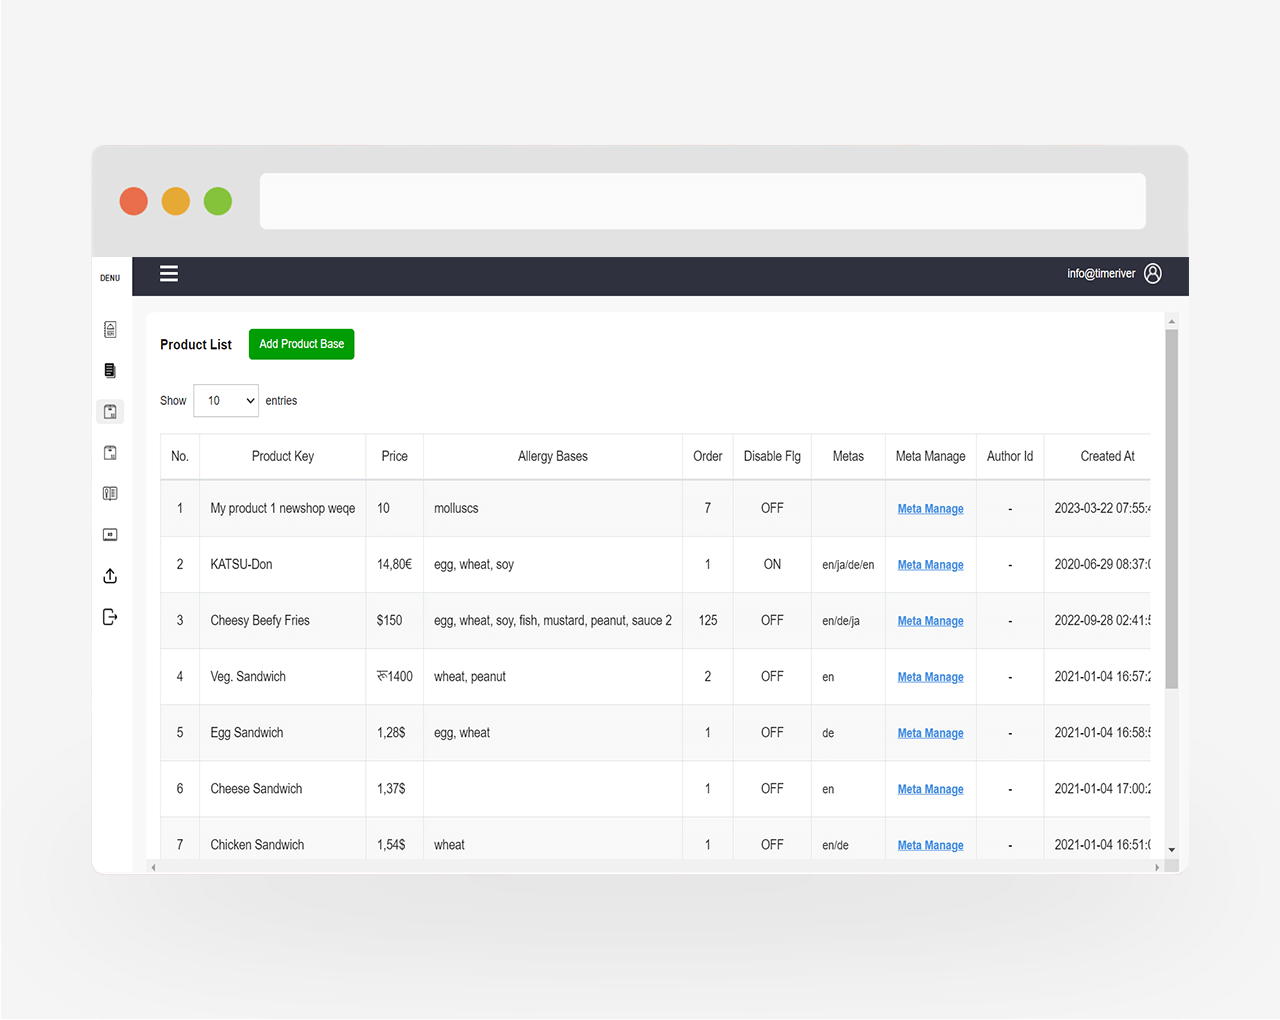 DENU
info@timeriver
Product List Add Product Base
Show 10 entries
No. Product Key Price Allergy Bases Order Disable Flg Metas Meta Manage Author Id Created At
1 My product 1 newshop weqe 10 molluscs 7 OFF Meta Manage - 2023-03-22 07:55:4
2 KATSU-Don 14,80€ egg, wheat, soy 1 ON en/ja/de/en Meta Manage - 2020-06-29 08:37:0
3 Cheesy Beefy Fries $150 egg, wheat, soy, fish, mustard, peanut, sauce 2 125 OFF en/de/ja Meta Manage - 2022-09-28 02:41:5
4 Veg. Sandwich रू1400 wheat, peanut 2 OFF en Meta Manage - 2021-01-04 16:57:2
5 Egg Sandwich 1,28$ egg, wheat 1 OFF de Meta Manage - 2021-01-04 16:58:5
6 Cheese Sandwich 1,37$ 1 OFF en Meta Manage - 2021-01-04 17:00:2
7 Chicken Sandwich 1,54$ wheat 1 OFF en/de Meta Manage - 2021-01-04 16:51:0